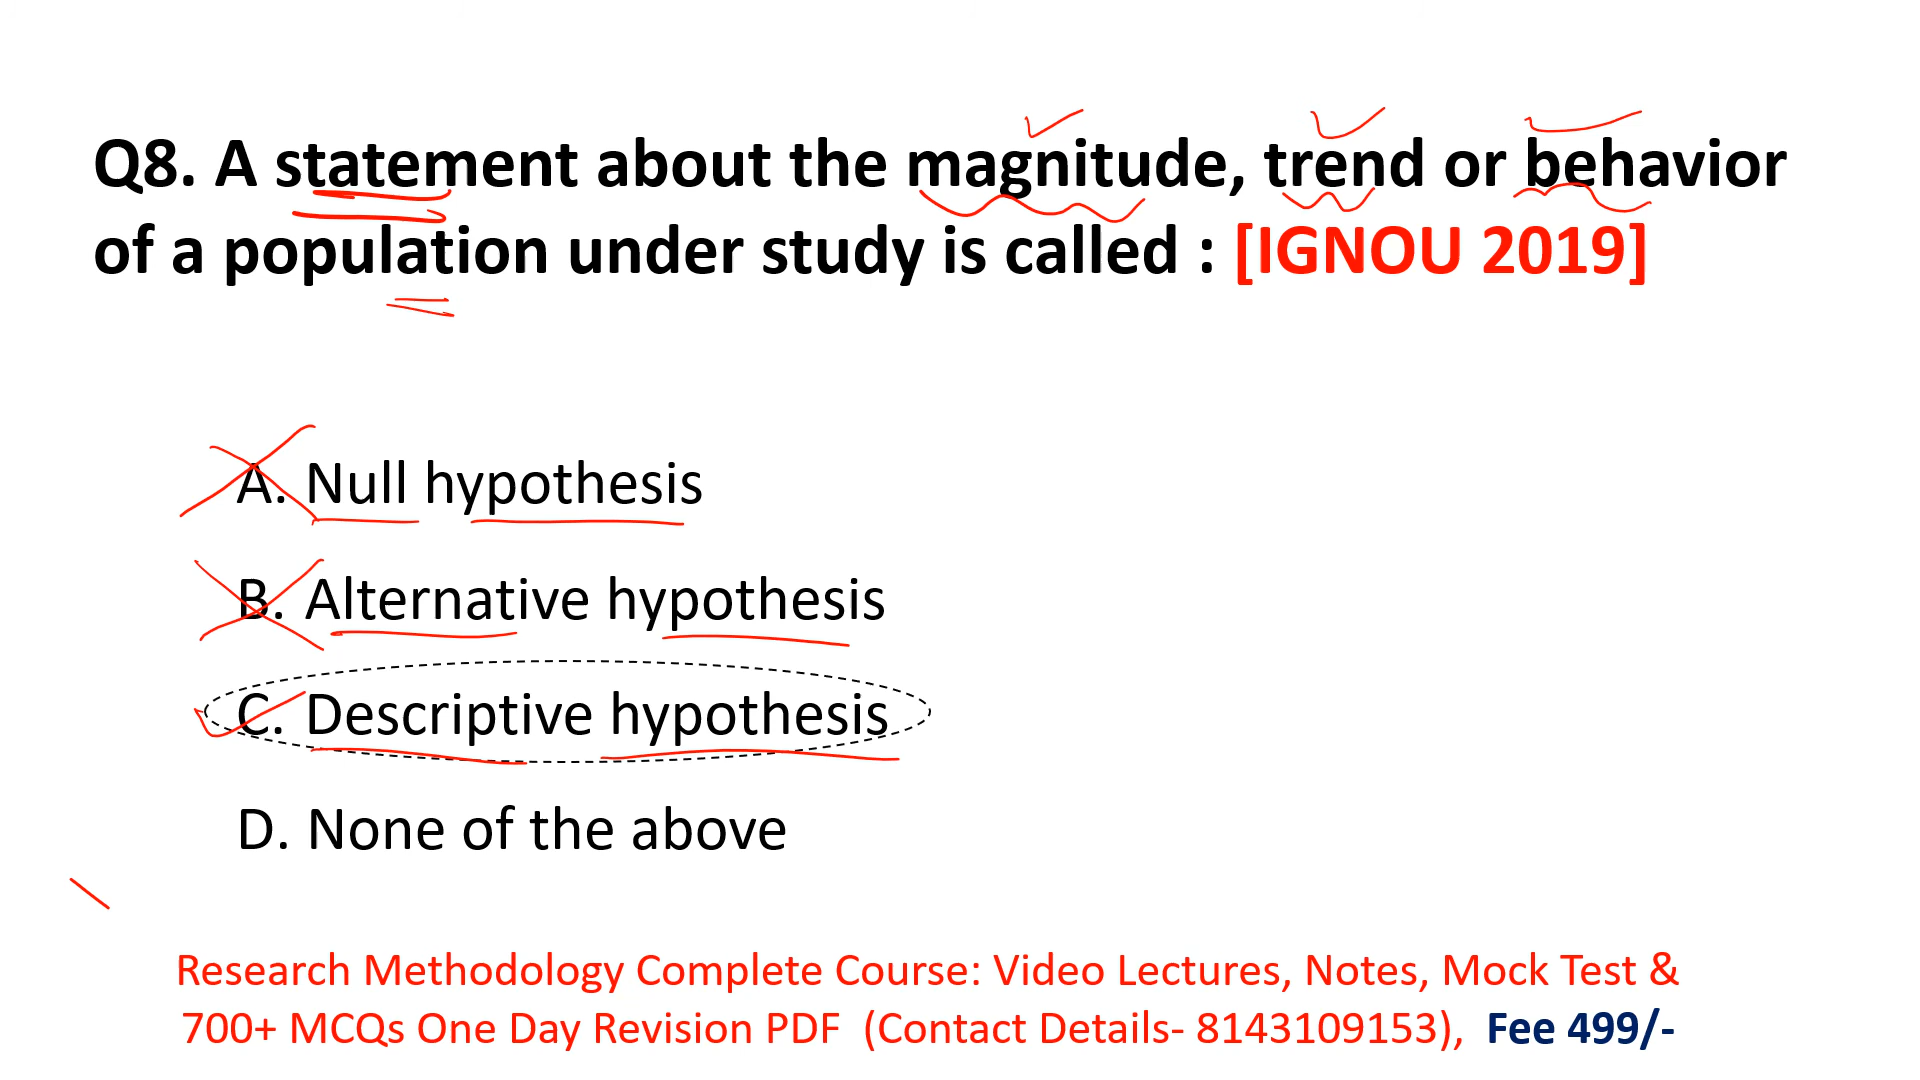 Q8. A statement about the magnitude, trend or behavior
of a population under study is called : [IGNOU 2019]
A. Null hypothesis
B. Alternative hypothesis
C. Descriptive hypothesis
D. None of the above
Research Methodology Complete Course: Video Lectures, Notes, Mock Test &
700+ MCQs One Day Revision PDF (Contact Details- 8143109153), Fee 499/-